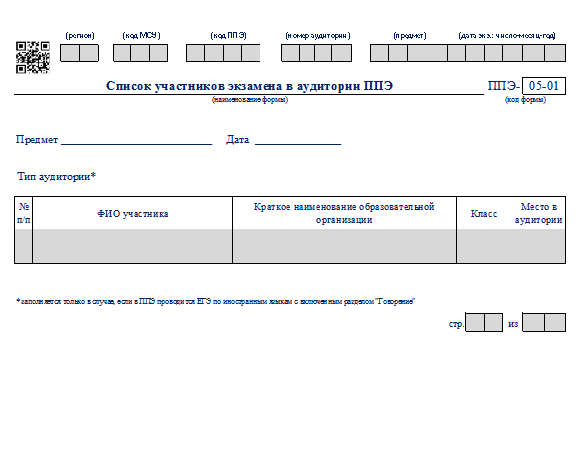 (регион) (код МСУ) (код ППЭ) (номер аудитории) (предмет) (дата экз.: число-месяц-год)
Список участников экзамена в аудитории ППЭ ППЭ- 05-01
(наименование формы) (код формы)
Предмет Дата
Тип аудитории*
№ п/п ФИО участника Краткое наименование образовательной организации Класс Место в аудитории
* заполняется только в случае, если в ППЭ проводится ЕГЭ по иностранным языкам с включенным разделом "Говорение"
стр. из